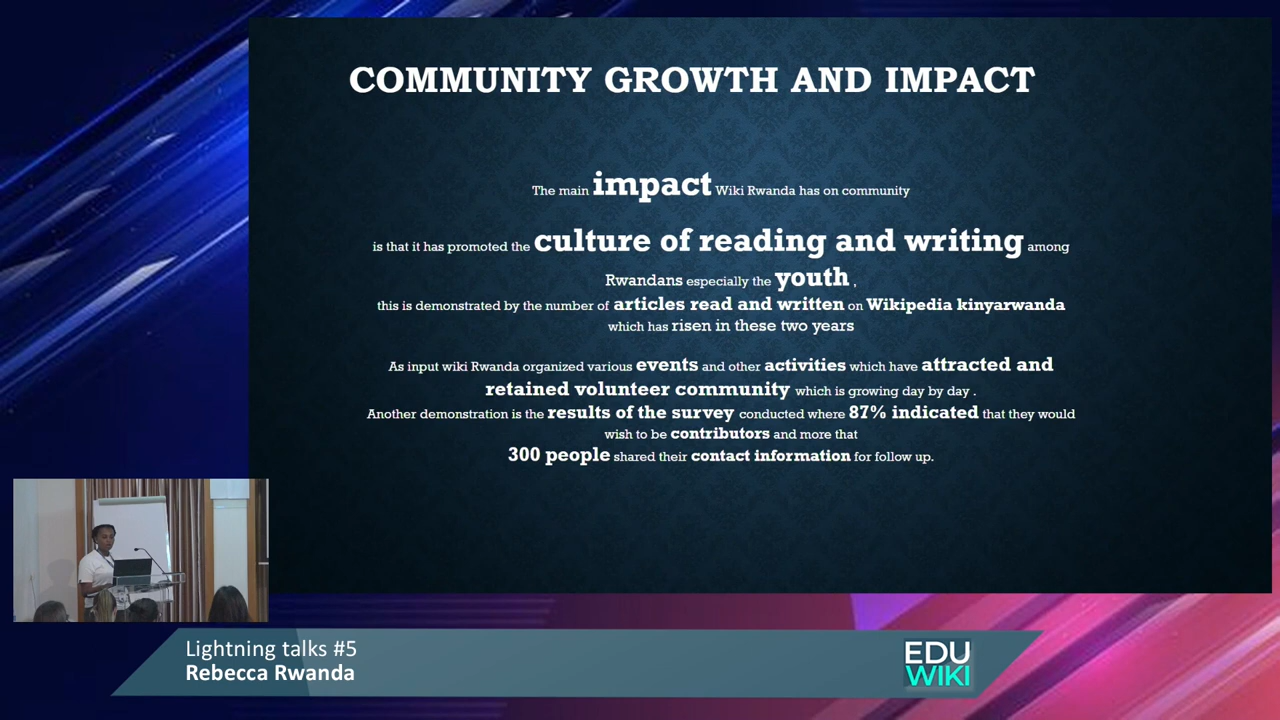 COMMUNITY GROWTH AND IMPACT
The main impact Wiki Rwanda has on community
is that it has promoted the culture of reading and writing among
Rwandans especially the youth ,
this is demonstrated by the number of articles read and written on Wikipedia kinyarwanda
which has risen in these two years
As input wiki Rwanda organized various events and other activities which have attracted and
retained volunteer community which is growing day by day .
Another demonstration is the results of the survey conducted where 87% indicated that they would
wish to be contributors and more that
300 people shared their contact information for follow up.
Lightning talks #5
Rebecca Rwanda
EDU
WIKI